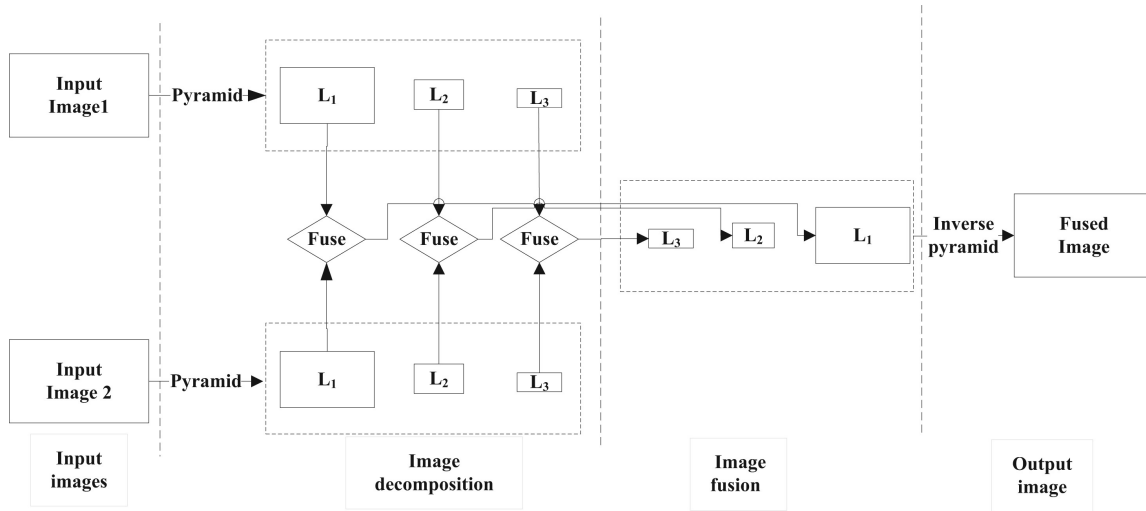 Input
Image1
Pyramid
L₁
L₂
L₃
Fuse
Fuse
Fuse
L₃
L₂
L₁
Inverse
pyramid
Fused
Image
Input
Image 2
Pyramid
L₁
L₂
L₃
Input
images
Image
decomposition
Image
fusion
Output
image